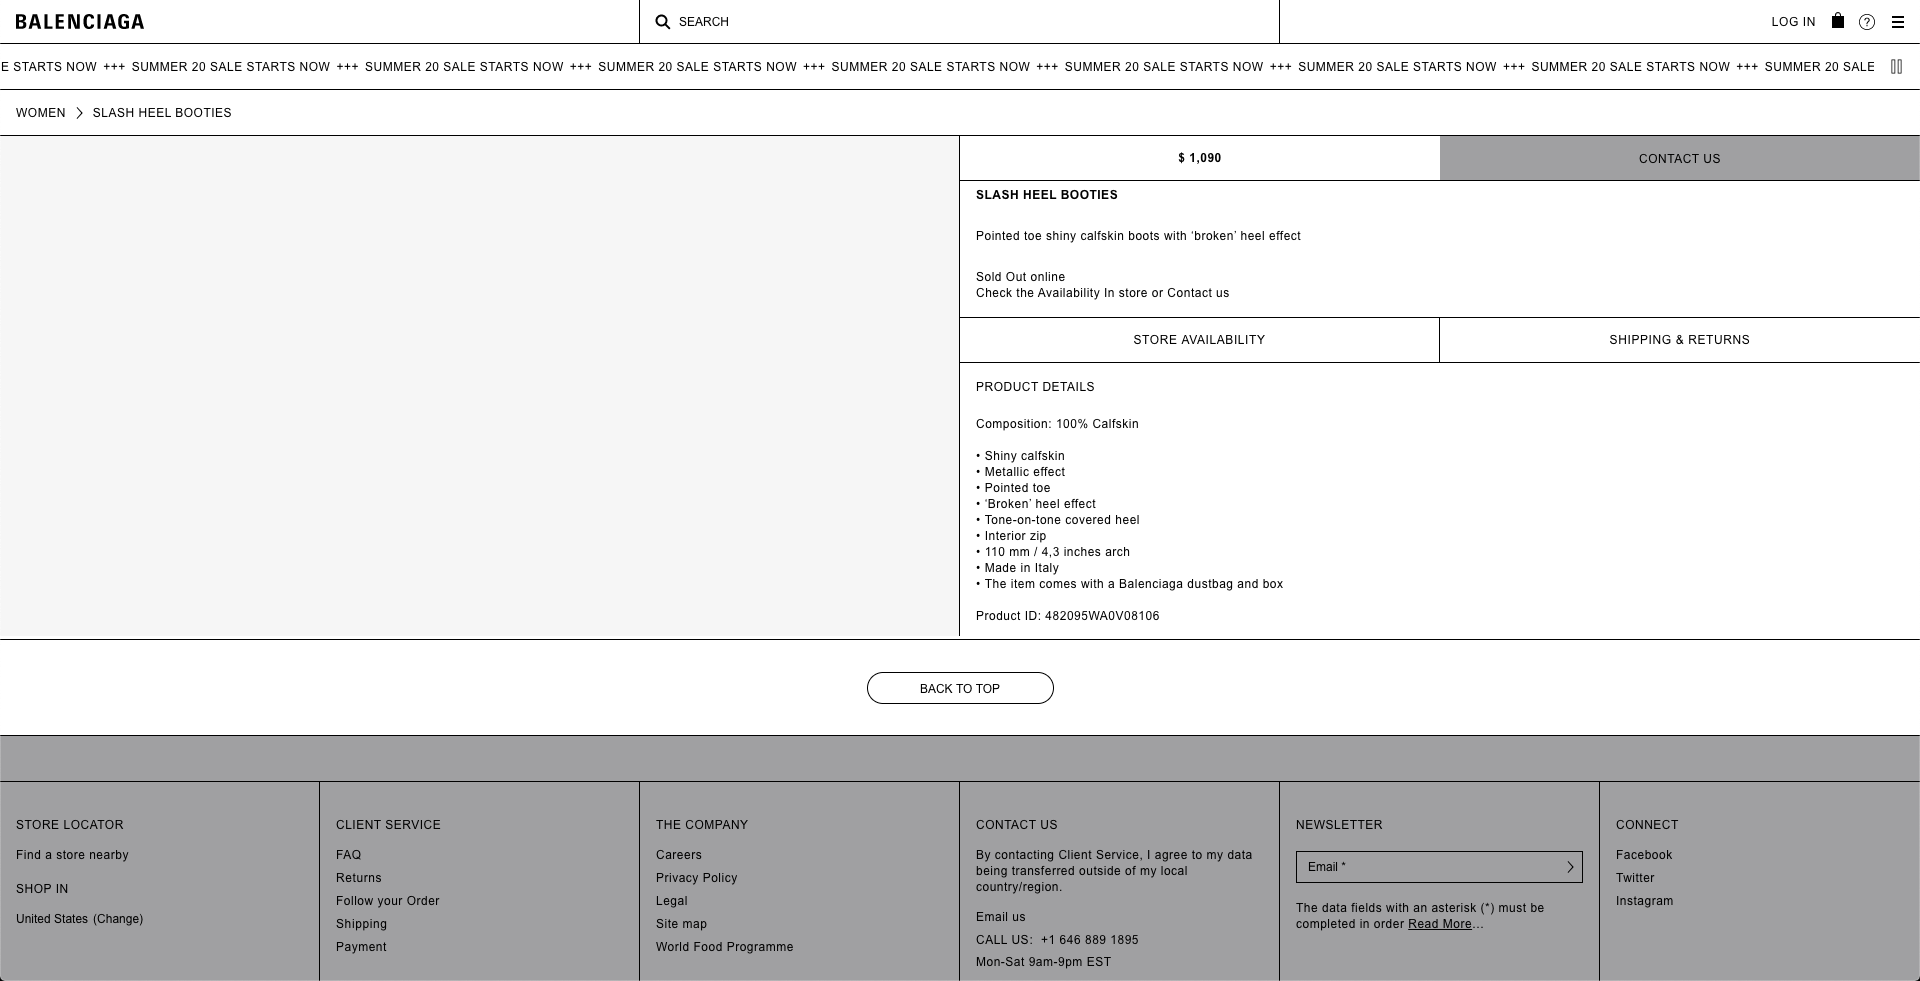 BALENCIAGA
SEARCH
LOG IN
?
E STARTS NOW +++ SUMMER 20 SALE STARTS NOW +++ SUMMER 20 SALE STARTS NOW +++ SUMMER 20 SALE STARTS NOW +++ SUMMER 20 SALE STARTS NOW +++ SUMMER 20 SALE STARTS NOW +++ SUMMER 20 SALE STARTS NOW +++ SUMMER 20 SALE STARTS NOW +++ SUMMER 20 SALE
WOMEN > SLASH HEEL BOOTIES
$ 1,090
CONTACT US
SLASH HEEL BOOTIES
Pointed toe shiny calfskin boots with ‘broken’ heel effect
Sold Out online
Check the Availability In store or Contact us
STORE AVAILABILITY
SHIPPING & RETURNS
PRODUCT DETAILS
Composition: 100% Calfskin
• Shiny calfskin
• Metallic effect
• Pointed toe
• ‘Broken’ heel effect
• Tone-on-tone covered heel
• Interior zip
• 110 mm / 4,3 inches arch
• Made in Italy
• The item comes with a Balenciaga dustbag and box
Product ID: 482095WA0V08106
BACK TO TOP
STORE LOCATOR
Find a store nearby
SHOP IN
United States (Change)
CLIENT SERVICE
FAQ
Returns
Follow your Order
Shipping
Payment
THE COMPANY
Careers
Privacy Policy
Legal
Site map
World Food Programme
CONTACT US
By contacting Client Service, I agree to my data
being transferred outside of my local
country/region.
Email us
CALL US: +1 646 889 1895
Mon-Sat 9am-9pm EST
NEWSLETTER
Email *
The data fields with an asterisk (*) must be
completed in order Read More...
CONNECT
Facebook
Twitter
Instagram